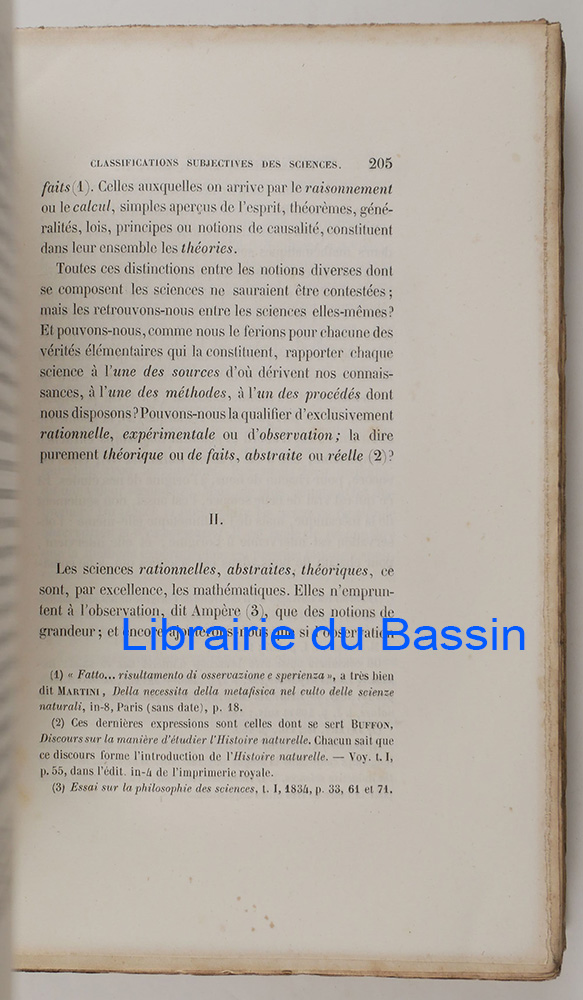 CLASSIFICATIONS SUBJECTIVES DES SCIENCES. 205
faits (1). Celles auxquelles on arrive par le raisonnement
ou le calcul, simples aperçus de l'esprit, théorèmes, géné-
ralités, lois, principes ou notions de causalité, constituent
dans leur ensemble les théories.
Toutes ces distinctions entre les notions diverses dont
se composent les sciences ne sauraient être contestées;
mais les retrouvons-nous entre les sciences elles-mêmes?
Et pouvons-nous, comme nous le ferions pour chacune des
vérités élémentaires qui la constituent, rapporter chaque
science à l'une des sources d'où dérivent nos connais-
sances, à l'une des méthodes, à l'un des procédés dont
nous disposons? Pouvons-nous la qualifier d'exclusivement
rationnelle, expérimentale ou d'observation; la dire
purement théorique ou de faits, abstraite ou réelle (2)?
II.
Les sciences rationnelles, abstraites, théoriques, ce
sont, par excellence, les mathématiques. Elles n'emprun-
tent à l'observation, dit Ampère (3), que des notions de
grandeur; et encore ajouterons-nous que si l'observation
Librairie du Bassin
(1) « Fatto... risultamento di osservazione e sperienza », a très bien
dit MARTINI, Della necessita della metafisica nel culto delle scienze
naturali, in-8, Paris (sans date), p. 18.
(2) Ces dernières expressions sont celles dont se sert BUFFON,
Discours sur la manière d'étudier l'Histoire naturelle. Chacun sait que
ce discours forme l'introduction de l'Histoire naturelle. — Voy. t. I,
p. 55, dans l'édit. in-4 de l'imprimerie royale.
(3) Essai sur la philosophie des sciences, t. I, 1834, p. 33, 61 et 71.